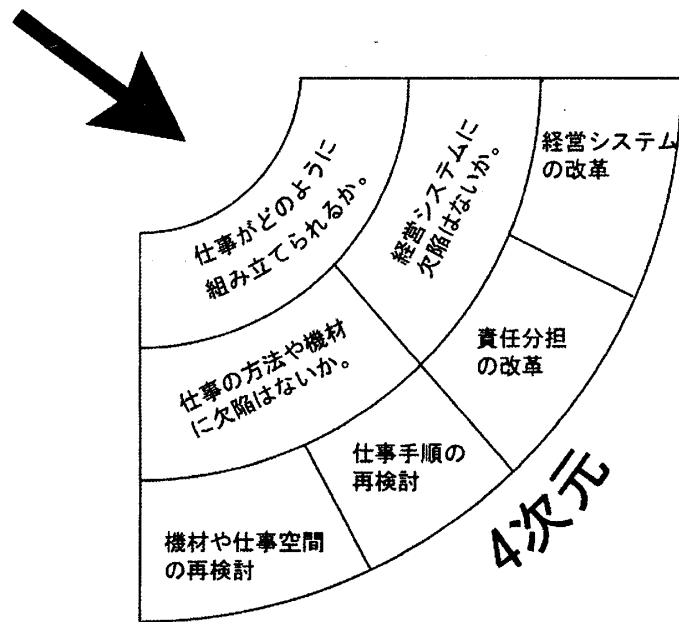 仕事がどのように
組み立てられるか。
経営システムに
欠陥はないか。
経営システム
の改革
仕事の方法や機材
に欠陥はないか。
責任分担
の改革
仕事手順の
再検討
機材や仕事空間
の再検討
4次元